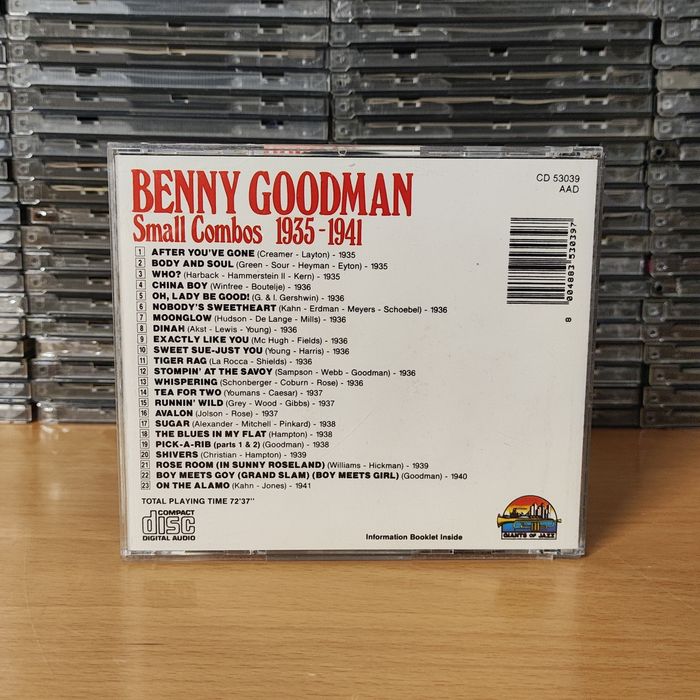 BENNY GOODMAN
Small Combos 1935-1941
CD 53039
AAD
1 AFTER YOU'VE GONE (Creamer - Layton) - 1935
2 BODY AND SOUL (Green - Sour - Heyman - Eyton) - 1935
3 WHO? (Harback - Hammerstein II - Kern) - 1935
4 CHINA BOY (Winfree - Boutelje) - 1936
5 OH, LADY BE GOOD! (G. & I. Gershwin) - 1936
6 NOBODY'S SWEETHEART (Kahn - Erdman - Meyers - Schoebel) - 1936
7 MOONGLOW (Hudson - De Lange - Mills) - 1936
8 DINAH (Akst - Lewis - Young) - 1936
9 EXACTLY LIKE YOU (Mc Hugh - Fields) - 1936
10 SWEET SUE-JUST YOU (Young - Harris) - 1936
11 TIGER RAG (La Rocca - Shields) - 1936
12 STOMPIN' AT THE SAVOY (Sampson - Webb - Goodman) - 1936
13 WHISPERING (Schonberger - Coburn - Rose) - 1936
14 TEA FOR TWO (Youmans - Caesar) - 1937
15 RUNNIN' WILD (Grey - Wood - Gibbs) - 1937
16 AVALON (Jolson - Rose) - 1937
17 SUGAR (Alexander - Mitchell - Pinkard) - 1938
18 THE BLUES IN MY FLAT (Hampton) - 1938
19 PICK-A-RIB (parts 1 & 2) (Goodman) - 1938
20 SHIVERS (Christian - Hampton) - 1939
21 ROSE ROOM (IN SUNNY ROSELAND) (Williams - Hickman) - 1939
22 BOY MEETS GOY (GRAND SLAM) (BOY MEETS GIRL) (Goodman) - 1940
23 ON THE ALAMO (Kahn - Jones) - 1941
TOTAL PLAYING TIME 72'37"
COMPACT
disc
DIGITAL AUDIO
Information Booklet Inside
GIANTS OF JAZZ
8 004883 530397